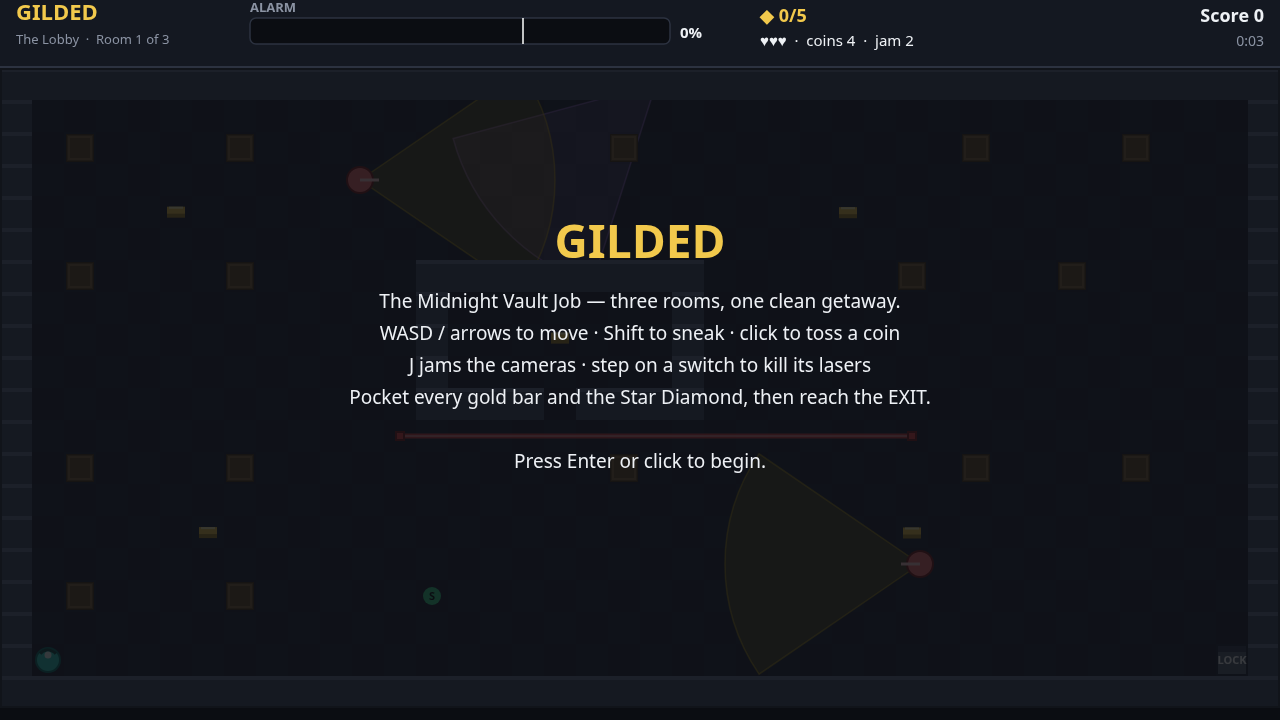 GILDED
The Lobby · Room 1 of 3
ALARM
0%
◆ 0/5
♥♥♥ · coins 4 · jam 2
Score 0
0:03
GILDED
The Midnight Vault Job — three rooms, one clean getaway.
WASD / arrows to move · Shift to sneak · click to toss a coin
J jams the cameras · step on a switch to kill its lasers
Pocket every gold bar and the Star Diamond, then reach the EXIT.
Press Enter or click to begin.
S
LOCK